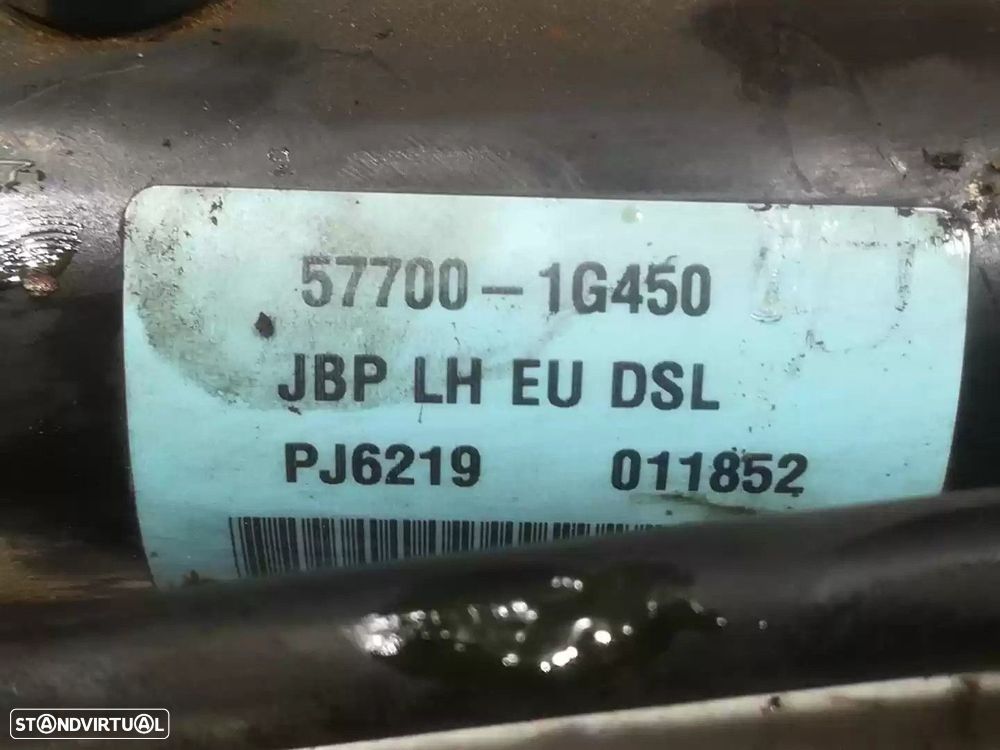 57700-1G450
JBP LH EU DSL
PJ6219 011852
STANDVIRTUAL